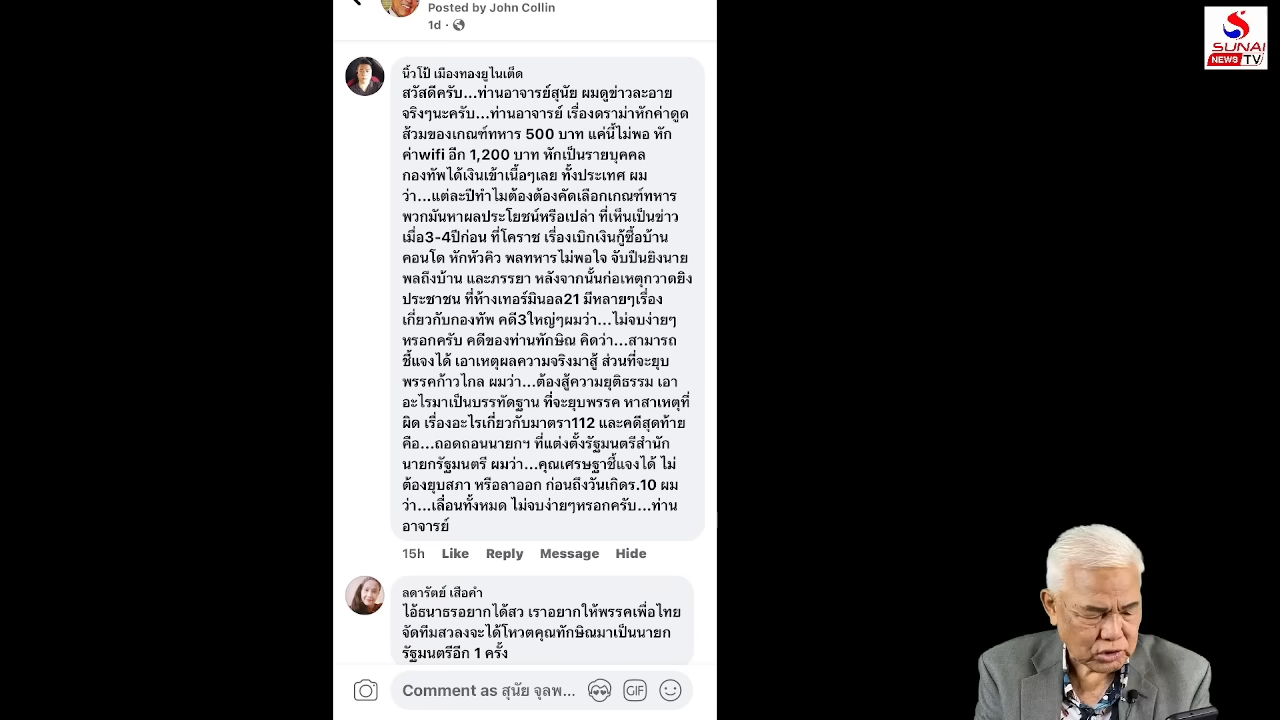 Posted by John Collin
1d
SUNAI
NEWS TV
นิ้วโป้ เมืองทองยูไนเต็ด
สวัสดีครับ...ท่านอาจารย์สุนัย ผมดูข่าวละอาย
จริงๆนะครับ...ท่านอาจารย์ เรื่องดราม่าหักค่าดูด
ส้วมของเกณฑ์ทหาร 500 บาท แค่นี้ไม่พอ หัก
ค่าwifi อีก 1,200 บาท หักเป็นรายบุคคล
กองทัพได้เงินเข้าเนื้อๆเลย ทั้งประเทศ ผม
ว่า...แต่ละปีทำไมต้องต้องคัดเลือกเกณฑ์ทหาร
พวกมันหาผลประโยชน์หรือเปล่า ที่เห็นเป็นข่าว
เมื่อ3-4ปีก่อน ที่โคราช เรื่องเบิกเงินกู้ซื้อบ้าน
คอนโด หักหัวคิว พลทหารไม่พอใจ จับปืนยิงนาย
พลถึงบ้าน และภรรยา หลังจากนั้นก่อเหตุกวาดยิง
ประชาชน ที่ห้างเทอร์มินอล21 มีหลายๆเรื่อง
เกี่ยวกับกองทัพ คดี3ใหญ่ๆผมว่า...ไม่จบง่ายๆ
หรอกครับ คดีของท่านทักษิณ คิดว่า...สามารถ
ชี้แจงได้ เอาเหตุผลความจริงมาสู้ ส่วนที่จะยุบ
พรรคก้าวไกล ผมว่า...ต้องสู้ความยุติธรรม เอา
อะไรมาเป็นบรรทัดฐาน ที่จะยุบพรรค หาสาเหตุที่
ผิด เรื่องอะไรเกี่ยวกับมาตรา112 และคดีสุดท้าย
คือ...ถอดถอนนายกฯ ที่แต่งตั้งรัฐมนตรีสำนัก
นายกรัฐมนตรี ผมว่า...คุณเศรษฐาชี้แจงได้ ไม่
ต้องยุบสภา หรือลาออก ก่อนถึงวันเกิดร.10 ผม
ว่า...เลื่อนทั้งหมด ไม่จบง่ายๆหรอกครับ...ท่าน
อาจารย์
15h Like Reply Message Hide
ลดารัตย์ เสือคำ
ไอ้ธนาธรอยากได้สว เราอยากให้พรรคเพื่อไทย
จัดทีมสวลงจะได้โหวตคุณทักษิณมาเป็นนายก
รัฐมนตรีอีก 1 ครั้ง
Comment as สุนัย จุลพ...
GIF